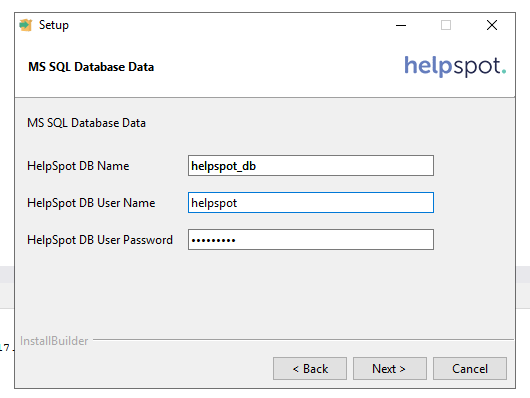 Setup
MS SQL Database Data
helpspot.
MS SQL Database Data
HelpSpot DB Name
helpspot_db
HelpSpot DB User Name
helpspot
HelpSpot DB User Password
•••••••••
InstallBuilder
17.
< Back
Next >
Cancel